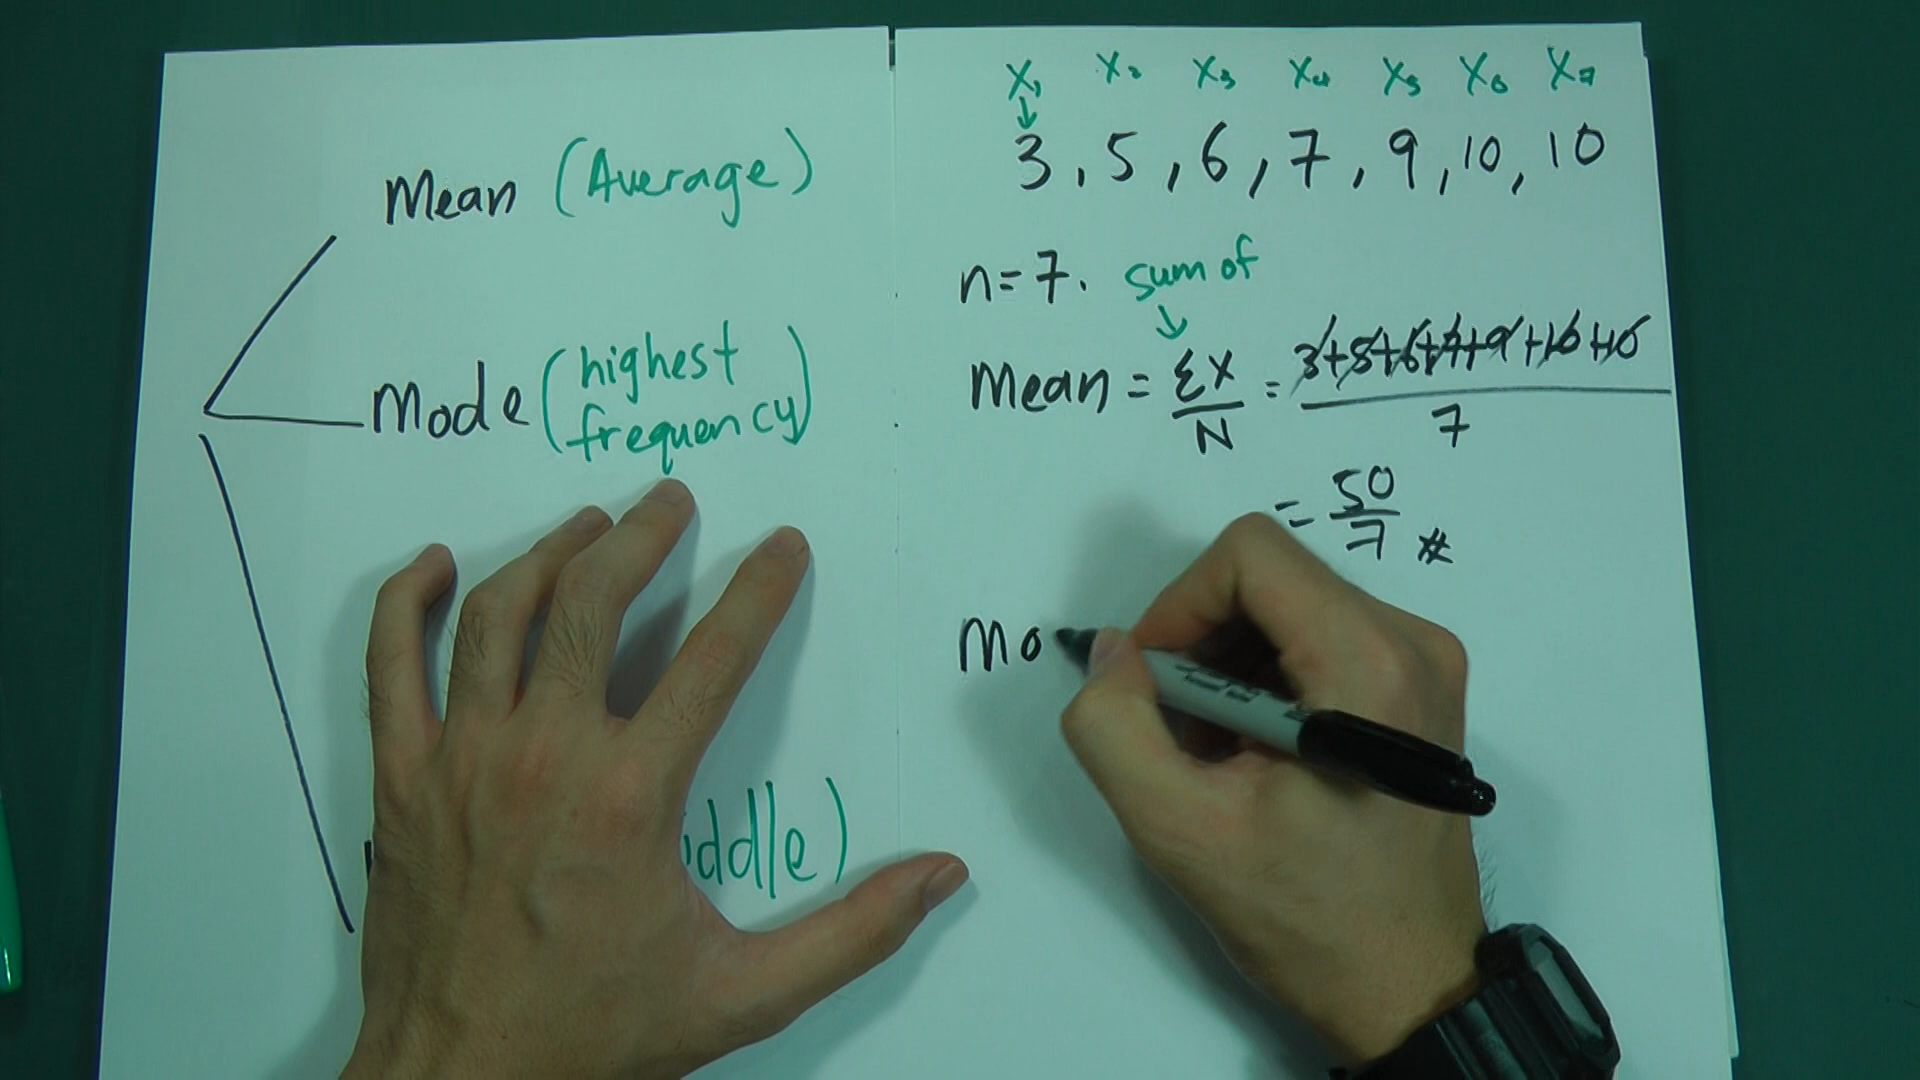 Mean (Average)
Mode (highest
frequency)
iddle)
X₁ X₂ X₃ X₄ X₅ X₆ X₇
↓
3, 5, 6, 7, 9, 10, 10
n=7.
sum of
↓
Mean = ΣX/N = 3+5+6+7+9+10+10/7
= 50/7 #
Mo